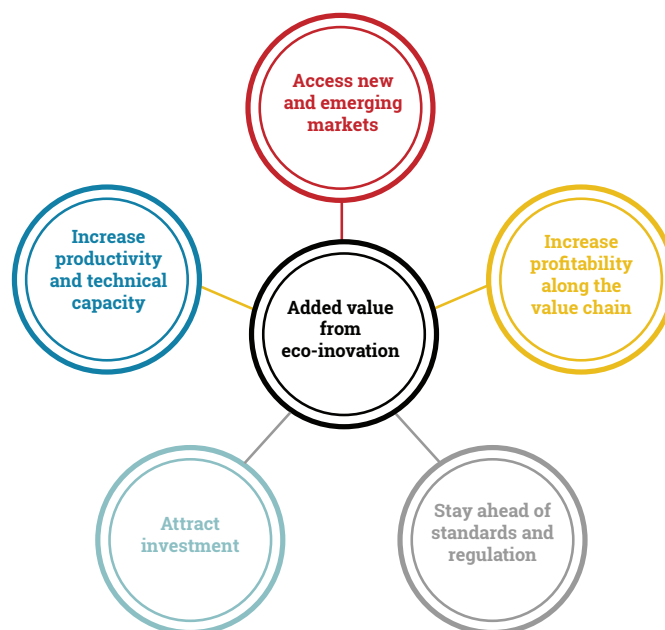 Access new
and emerging
markets
Increase
productivity
and technical
capacity
Increase
profitability
along the
value chain
Added value
from
eco-inovation
Attract
investment
Stay ahead of
standards and
regulation